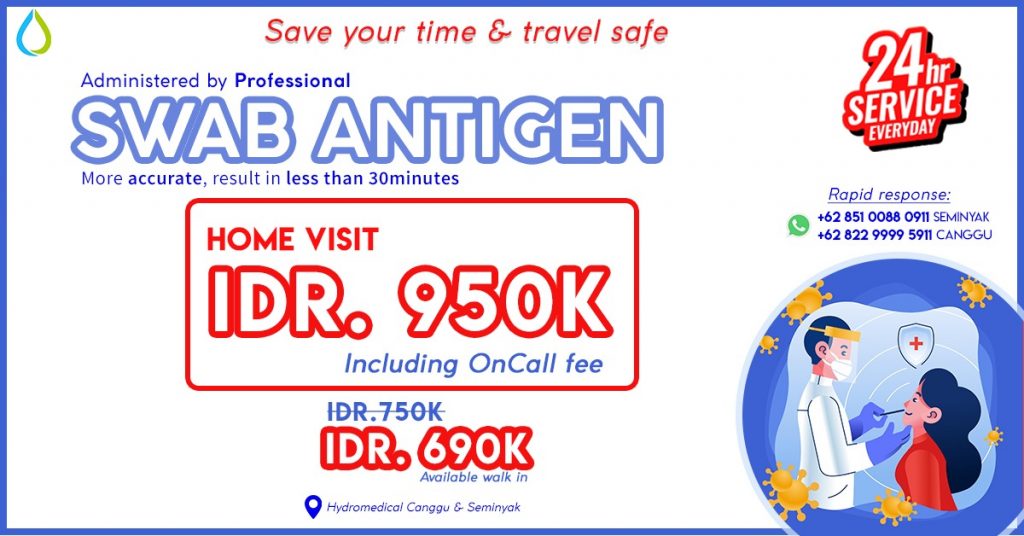 Save your time & travel safe
24hr
SERVICE
EVERYDAY
Administered by Professional
SWAB ANTIGEN
More accurate, result in less than 30minutes
HOME VISIT
IDR. 950K
Including OnCall fee
IDR.750K
IDR. 690K
Available walk in
Hydromedical Canggu & Seminyak
Rapid response:
+62 851 0088 0911 SEMINYAK
+62 822 9999 5911 CANGGU